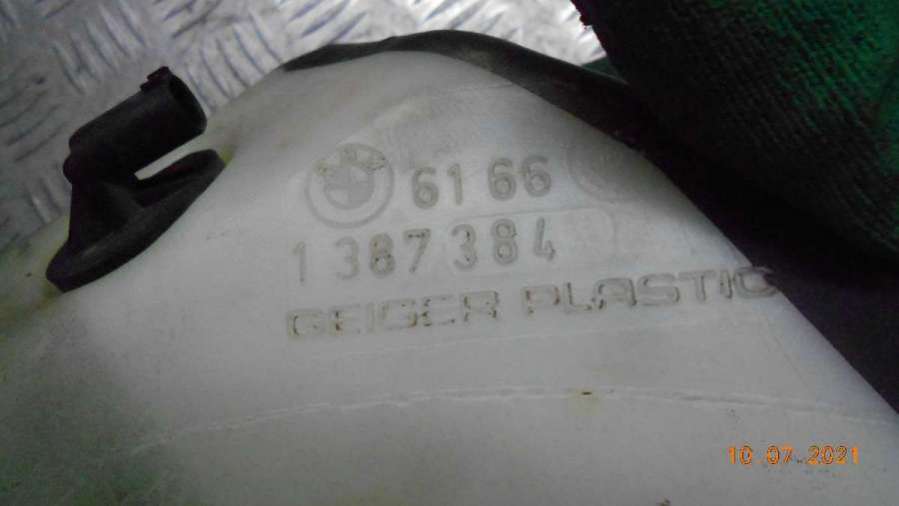 61 66
1 387 384
GEIGER PLASTIC
10.07.2021